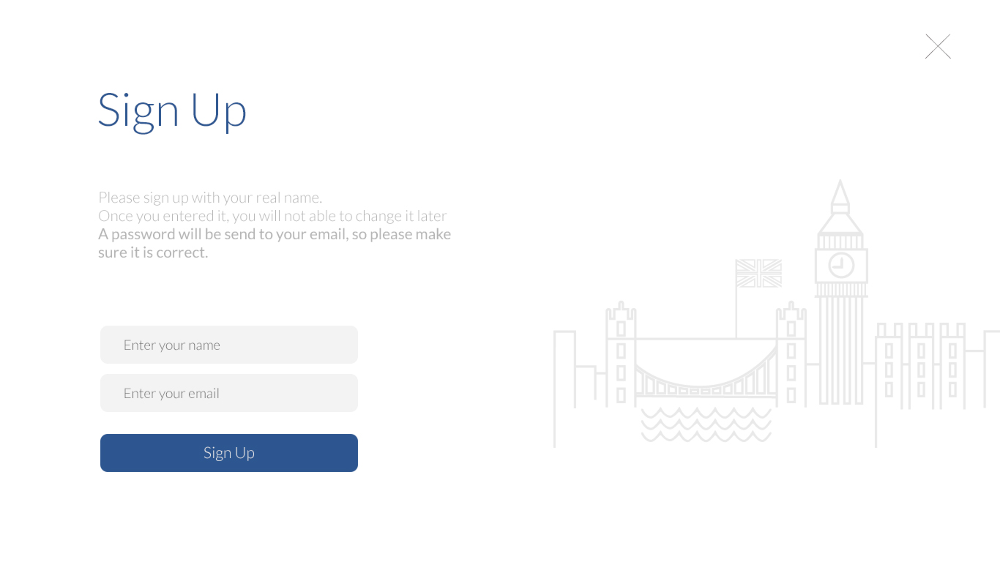 Sign Up
Please sign up with your real name.
Once you entered it, you will not able to change it later
A password will be send to your email, so please make
sure it is correct.
Enter your name
Enter your email
Sign Up